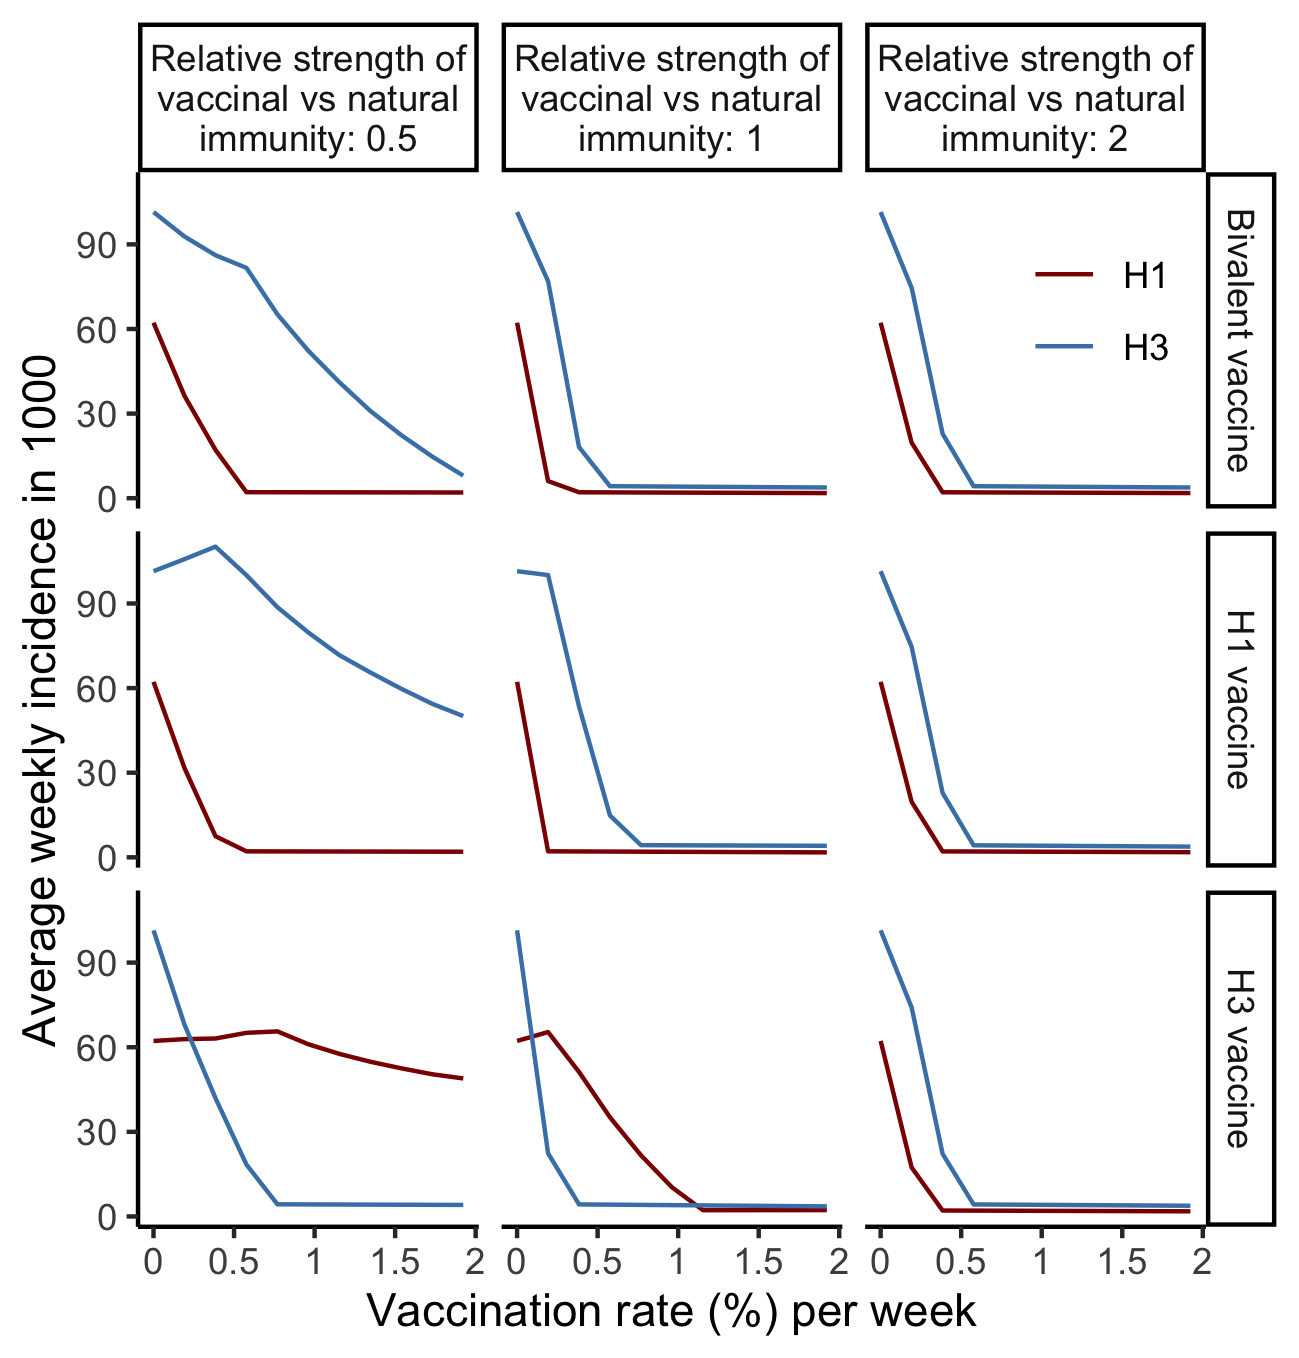 Relative strength of
vaccinal vs natural
immunity: 0.5
Relative strength of
vaccinal vs natural
immunity: 1
Relative strength of
vaccinal vs natural
immunity: 2
Average weekly incidence in 1000
90
60
30
0
H1
H3
Bivalent vaccine
90
60
30
0
H1 vaccine
90
60
30
0
H3 vaccine
0 0.5 1 1.5 2
0 0.5 1 1.5 2
0 0.5 1 1.5 2
Vaccination rate (%) per week